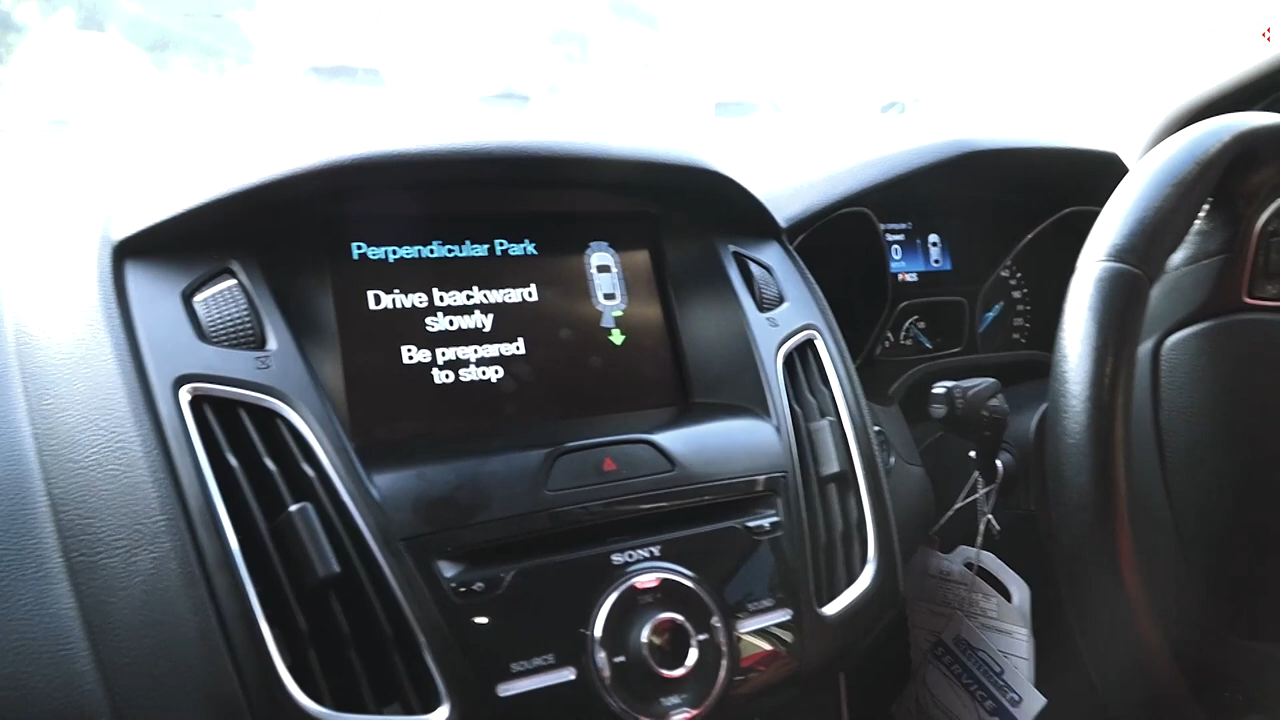 Perpendicular Park
Drive backward
slowly
Be prepared
to stop
SONY
SOURCE
SOUND
SERVICE